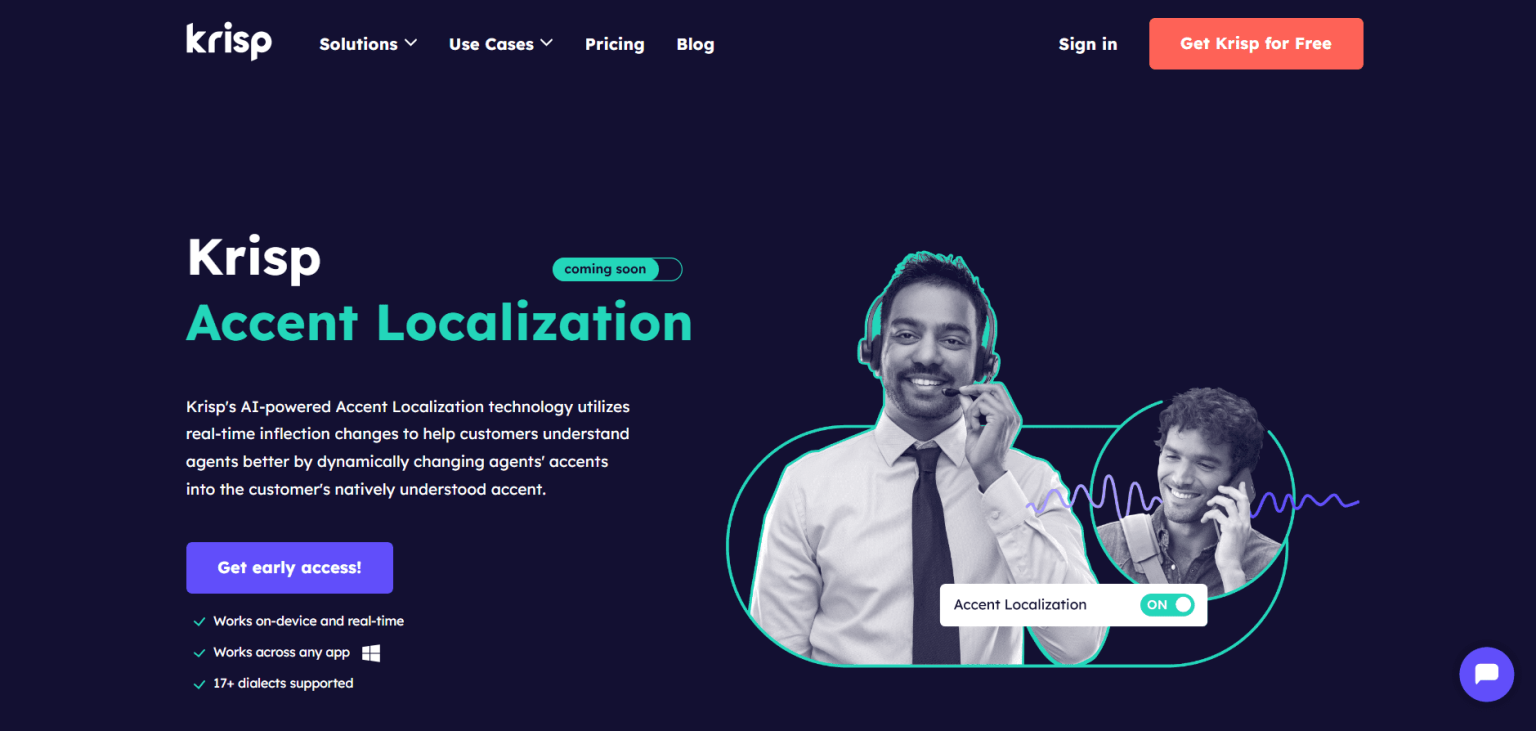 krisp
Solutions
Use Cases
Pricing
Blog
Sign in
Get Krisp for Free
Krisp
coming soon
Accent Localization
Krisp's AI-powered Accent Localization technology utilizes
real-time inflection changes to help customers understand
agents better by dynamically changing agents' accents
into the customer's natively understood accent.
Get early access!
Works on-device and real-time
Works across any app
17+ dialects supported
Accent Localization
ON